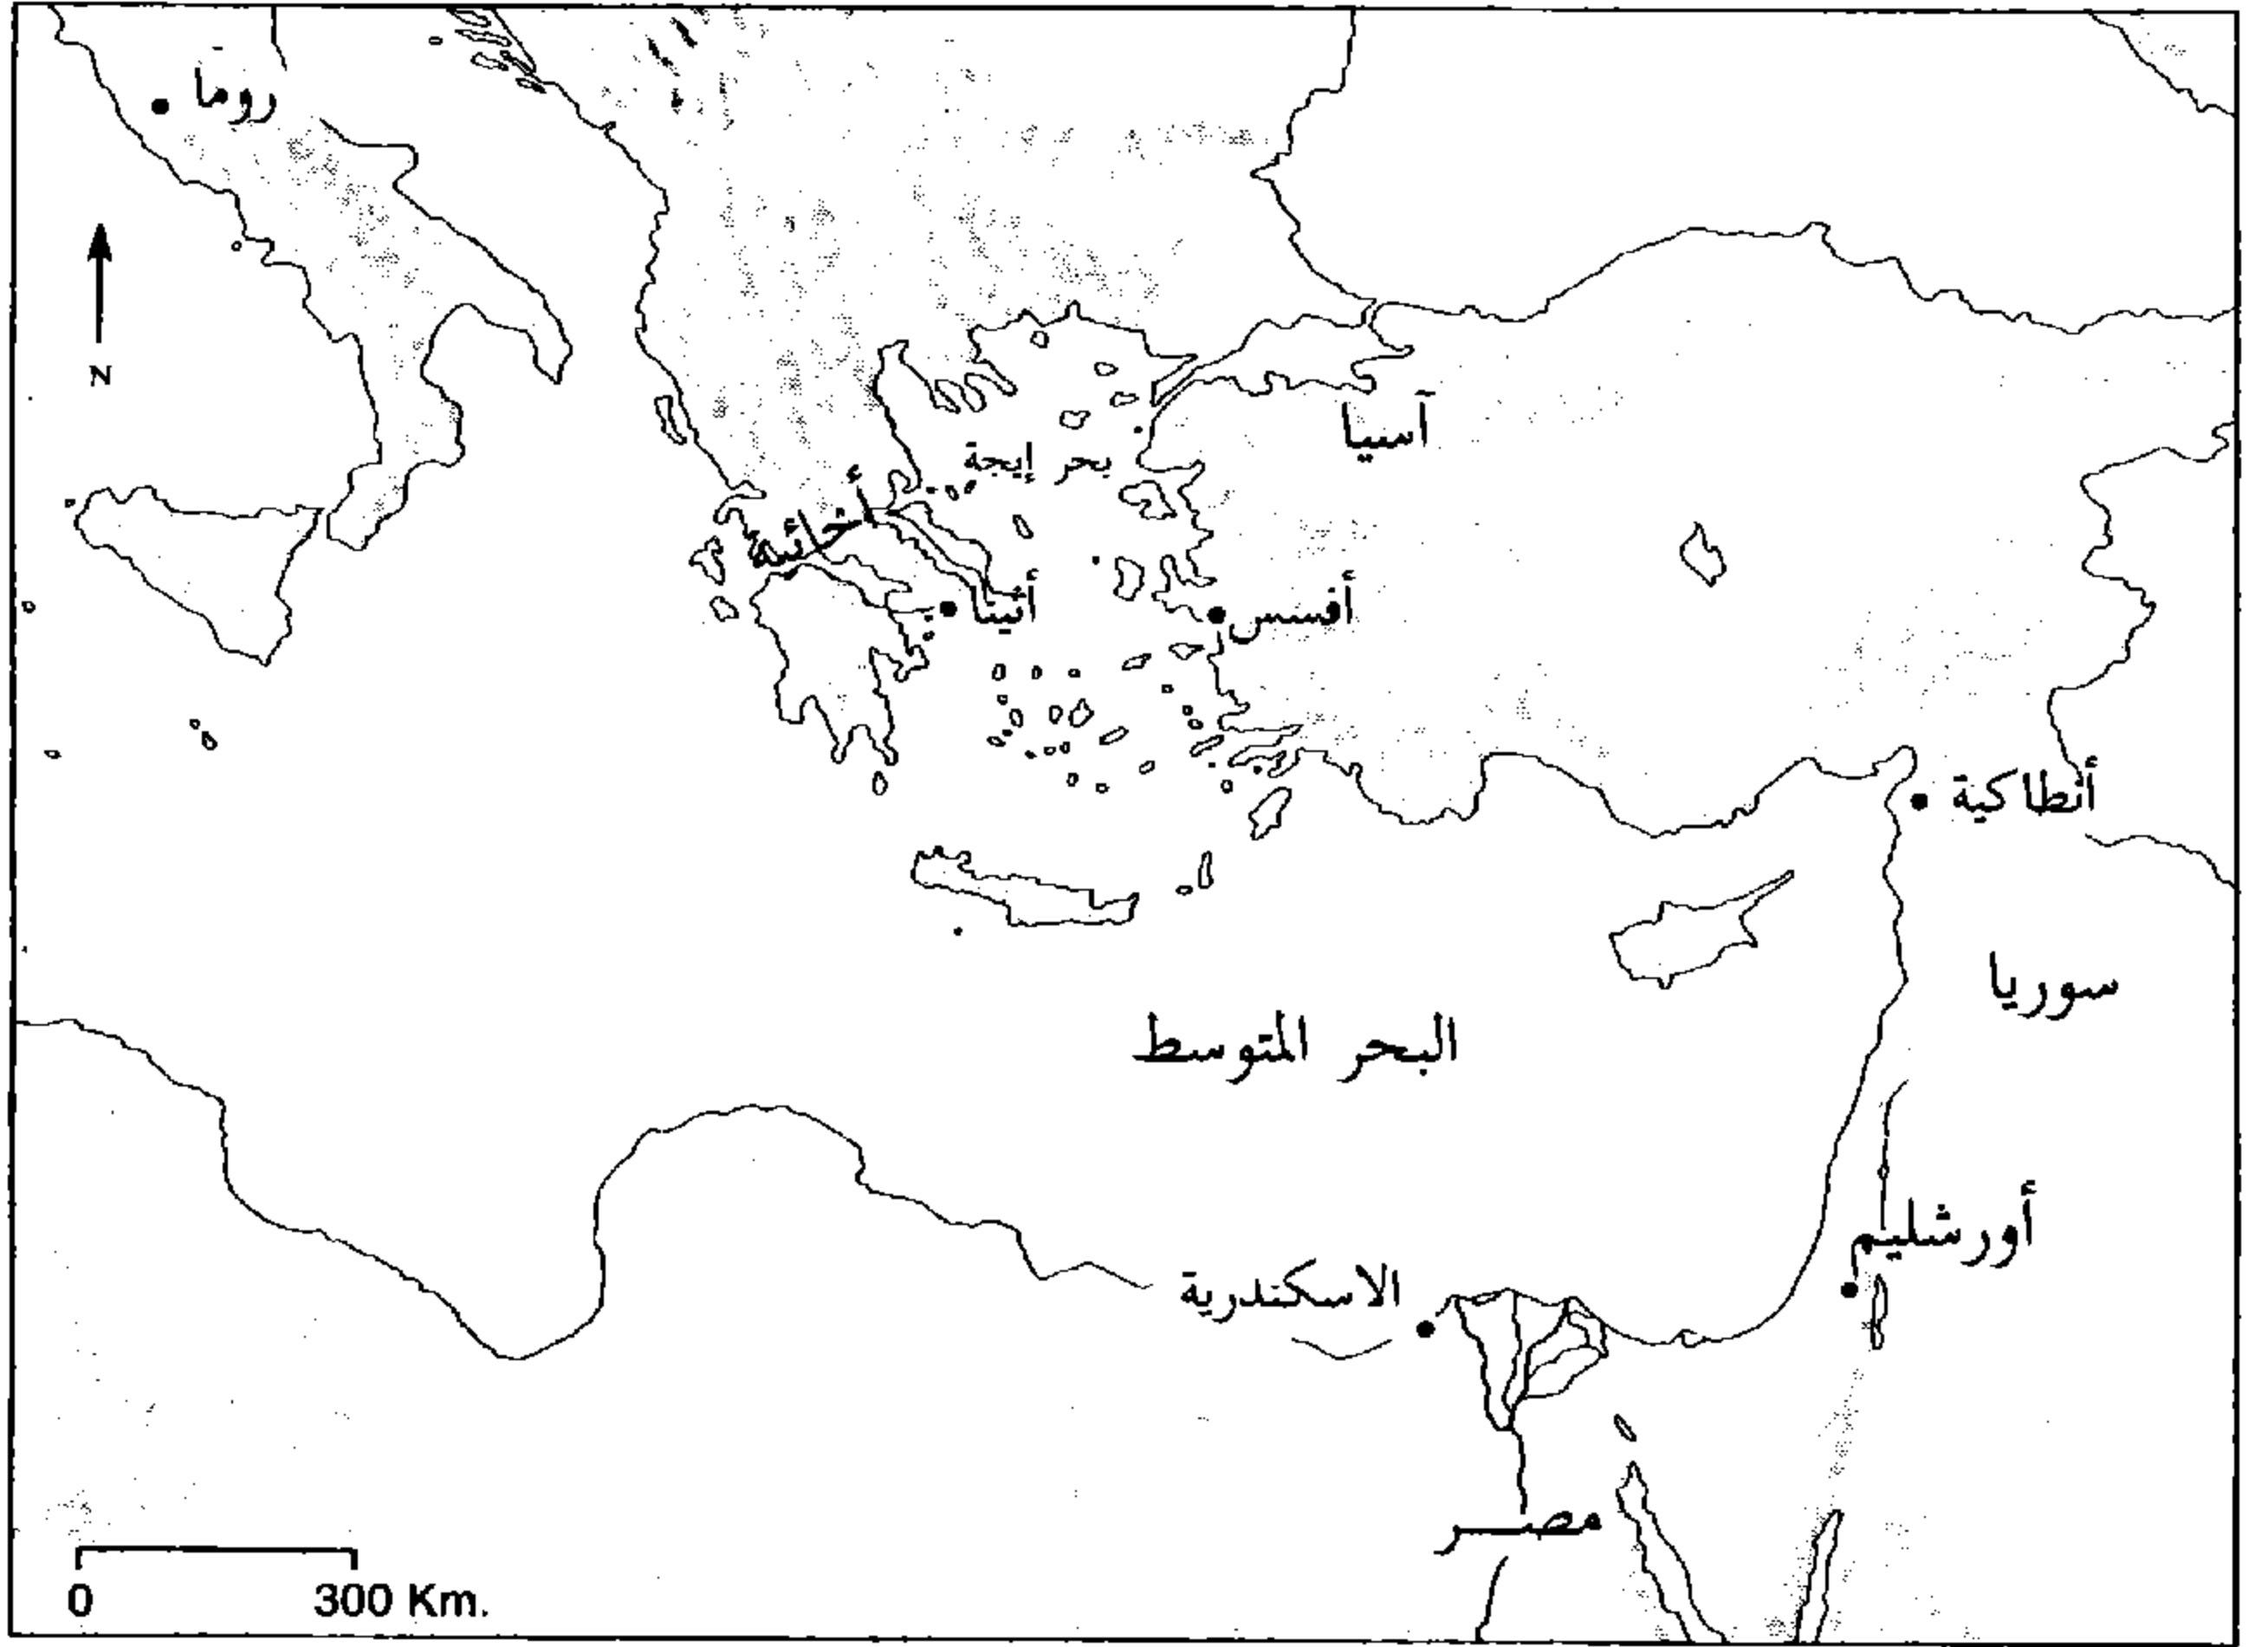 روما
N
آسيا
بحر إيجة
أخائية
أثينا
أفسس
أنطاكية
سوريا
البحر المتوسط
أورشليم
الاسكندرية
مصر
0 300 Km.